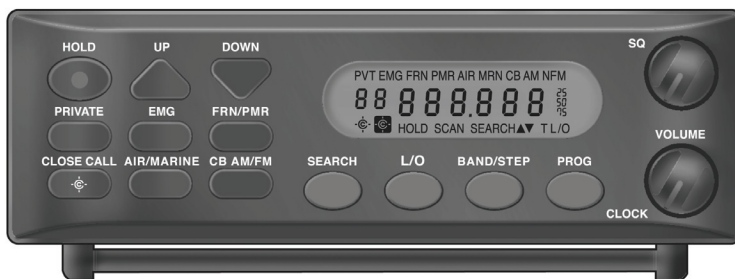 HOLD UP DOWN
PRIVATE EMG FRN/PMR
CLOSE CALL AIR/MARINE CB AM/FM
C
PVT EMG FRN PMR AIR MRN CB AM NFM
88 888.888 25 50 75
C C HOLD SCAN SEARCH▲▼ T L/O
SEARCH L/O BAND/STEP PROG
SQ
VOLUME
CLOCK